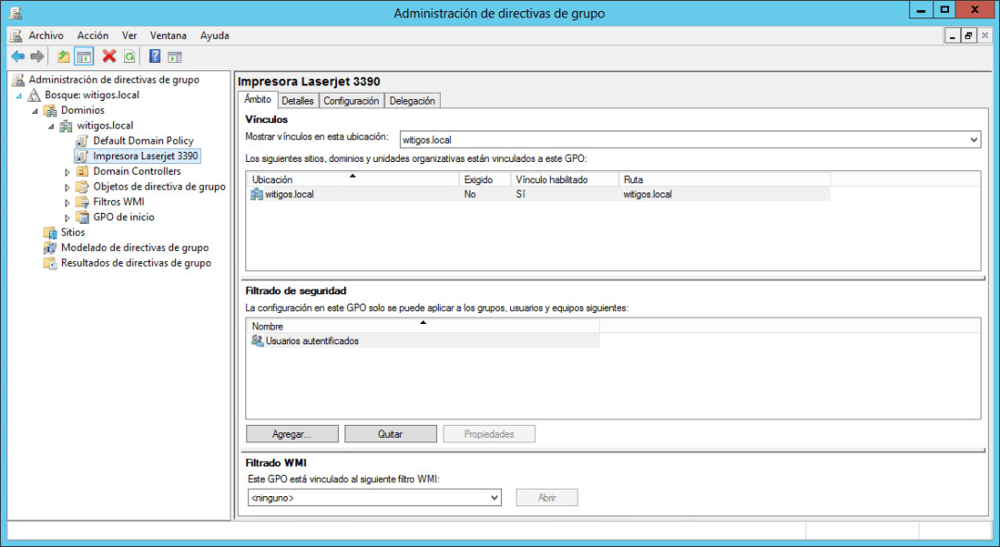 Administración de directivas de grupo
Archivo Acción Ver Ventana Ayuda
Administración de directivas de grupo
Bosque: witigos.local
Dominios
witigos.local
Default Domain Policy
Impresora Laserjet 3390
Domain Controllers
Objetos de directiva de grupo
Filtros WMI
GPO de inicio
Sitios
Modelado de directivas de grupo
Resultados de directivas de grupo
Impresora Laserjet 3390
Ámbito Detalles Configuración Delegación
Vínculos
Mostrar vínculos en esta ubicación: witigos.local
Los siguientes sitios, dominios y unidades organizativas están vinculados a este GPO:
Ubicación Exigido Vínculo habilitado Ruta
witigos.local No Sí witigos.local
Filtrado de seguridad
La configuración en este GPO solo se puede aplicar a los grupos, usuarios y equipos siguientes:
Nombre
Usuarios autentificados
Agregar... Quitar Propiedades
Filtrado WMI
Este GPO está vinculado al siguiente filtro WMI:
<ninguno> Abrir